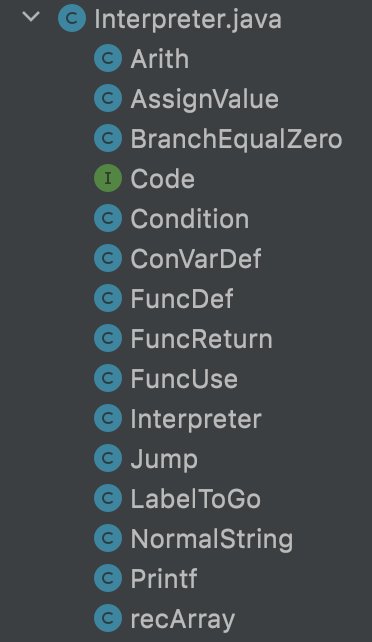 C Interpreter.java
C Arith
C AssignValue
C BranchEqualZero
I Code
C Condition
C ConVarDef
C FuncDef
C FuncReturn
C FuncUse
C Interpreter
C Jump
C LabelToGo
C NormalString
C Printf
C recArray